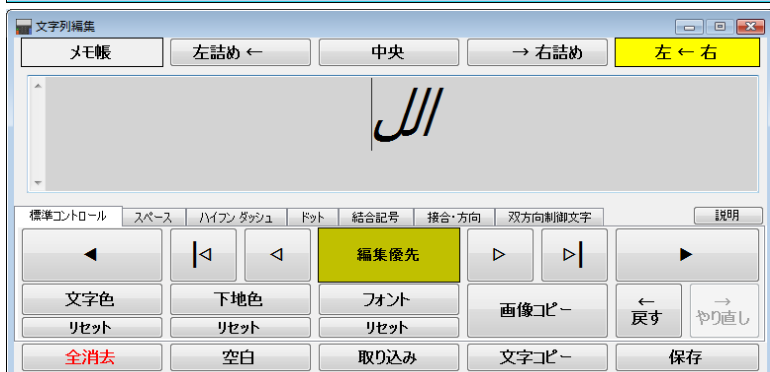 文字列編集
メモ帳 左詰め ← 中央 → 右詰め 左 ← 右
الل
標準コントロール スペース ハイフン ダッシュ ドット 結合記号 接合・方向 双方向制御文字 説明
◀ |◁ ◁ 編集優先 ▷ ▷| ▶
文字色 下地色 フォント 画像コピー ← 戻す → やり直し
リセット リセット リセット
全消去 空白 取り込み 文字コピー 保存